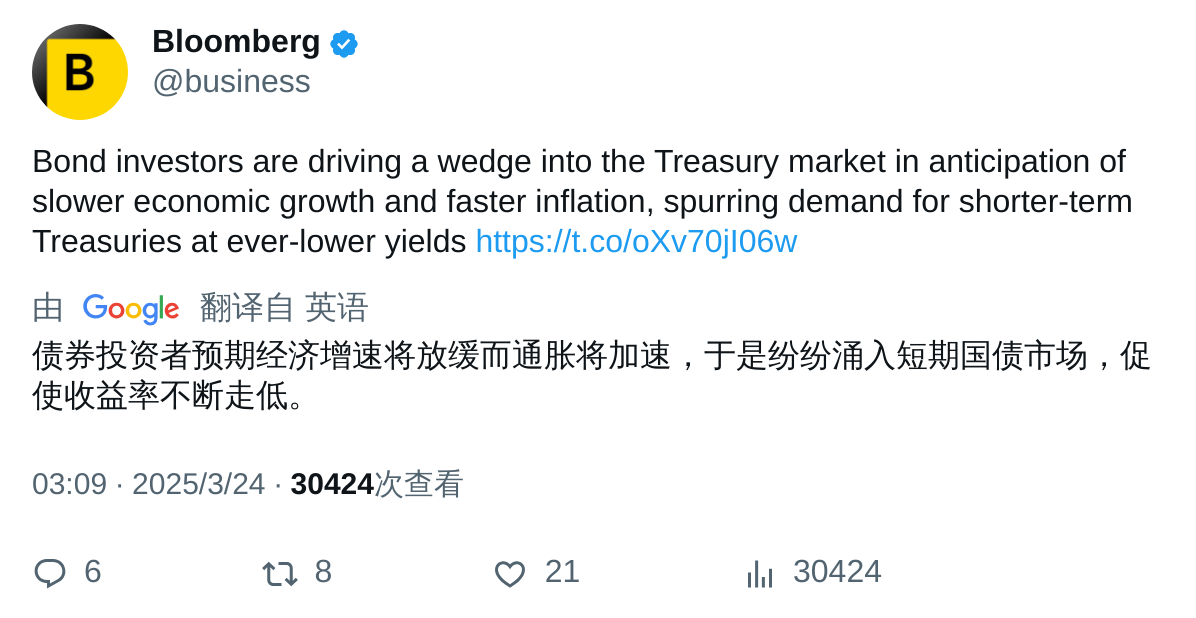 B
Bloomberg
@business
Bond investors are driving a wedge into the Treasury market in anticipation of
slower economic growth and faster inflation, spurring demand for shorter-term
Treasuries at ever-lower yields https://t.co/oXv70jI06w
由 Google 翻译自 英语
债券投资者预期经济增速将放缓而通胀将加速，于是纷纷涌入短期国债市场，促
使收益率不断走低。
03:09 · 2025/3/24 · 30424次查看
6 8 21 30424